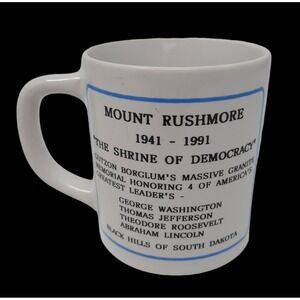 MOUNT RUSHMORE
1941 - 1991
"THE SHRINE OF DEMOCRACY"
GUTZON BORGLUM'S MASSIVE GRANITE
MEMORIAL HONORING 4 OF AMERICA'S
GREATEST LEADER'S -
GEORGE WASHINGTON
THOMAS JEFFERSON
THEODORE ROOSEVELT
ABRAHAM LINCOLN
BLACK HILLS OF SOUTH DAKOTA